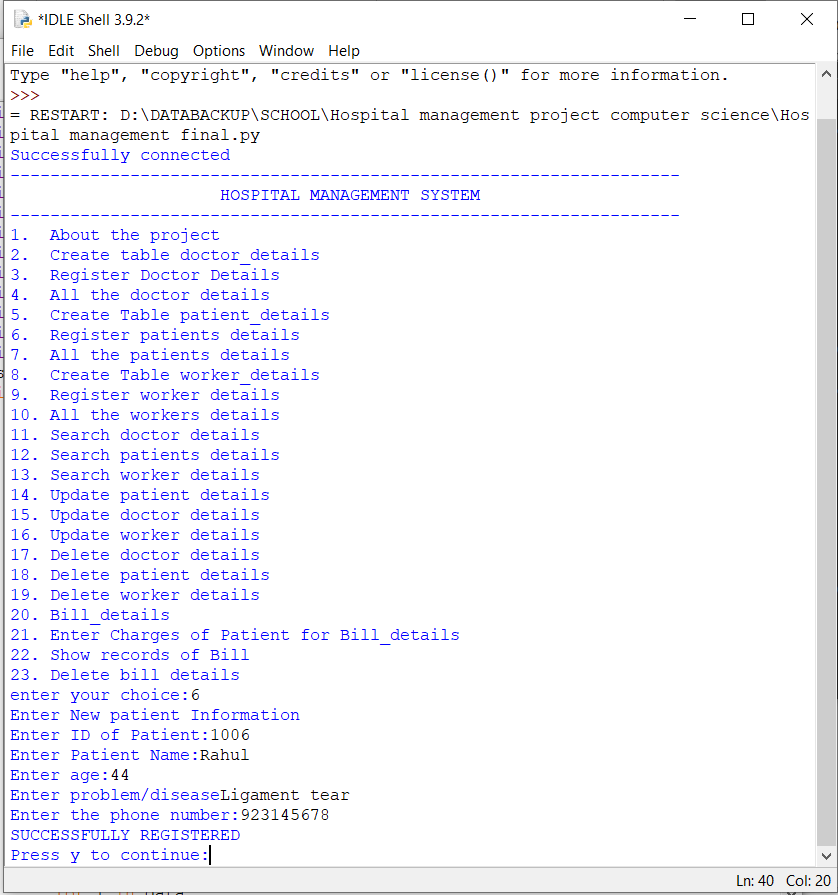 *IDLE Shell 3.9.2*
File Edit Shell Debug Options Window Help
Type "help", "copyright", "credits" or "license()" for more information.
>>>
= RESTART: D:\DATABACKUP\SCHOOL\Hospital management project computer science\Hos
pital management final.py
Successfully connected
-------------------------------------------------------------------
HOSPITAL MANAGEMENT SYSTEM
-------------------------------------------------------------------
1.  About the project
2.  Create table doctor_details
3.  Register Doctor Details
4.  All the doctor details
5.  Create Table patient_details
6.  Register patients details
7.  All the patients details
8.  Create Table worker_details
9.  Register worker details
10. All the workers details
11. Search doctor details
12. Search patients details
13. Search worker details
14. Update patient details
15. Update doctor details
16. Update worker details
17. Delete doctor details
18. Delete patient details
19. Delete worker details
20. Bill_details
21. Enter Charges of Patient for Bill_details
22. Show records of Bill
23. Delete bill details
enter your choice:6
Enter New patient Information
Enter ID of Patient:1006
Enter Patient Name:Rahul
Enter age:44
Enter problem/diseaseLigament tear
Enter the phone number:923145678
SUCCESSFULLY REGISTERED
Press y to continue:
Ln: 40 Col: 20